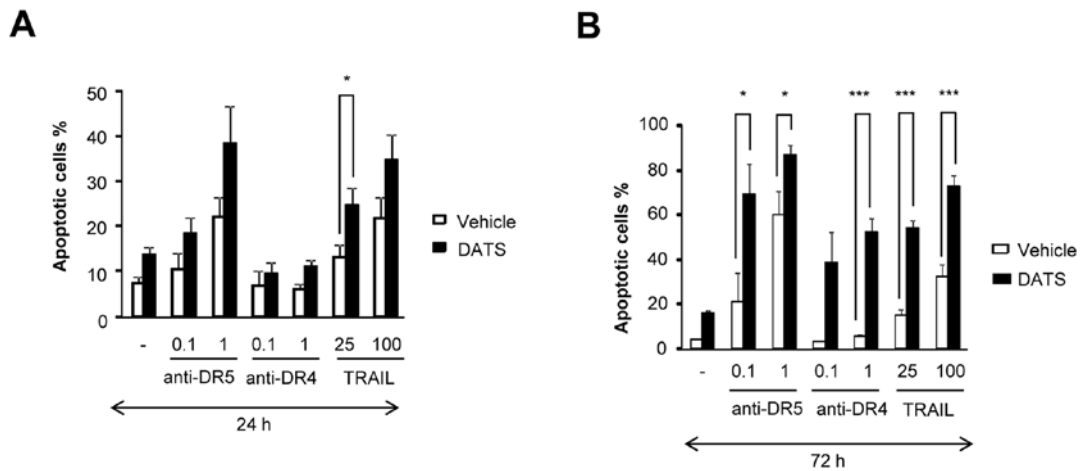 A
*
50
40
30
20
10
0
Apoptotic cells %
Vehicle
DATS
- 0.1 1 0.1 1 25 100
anti-DR5 anti-DR4 TRAIL
24 h
B
* * *** *** ***
100
80
60
40
20
0
Apoptotic cells %
Vehicle
DATS
- 0.1 1 0.1 1 25 100
anti-DR5 anti-DR4 TRAIL
72 h